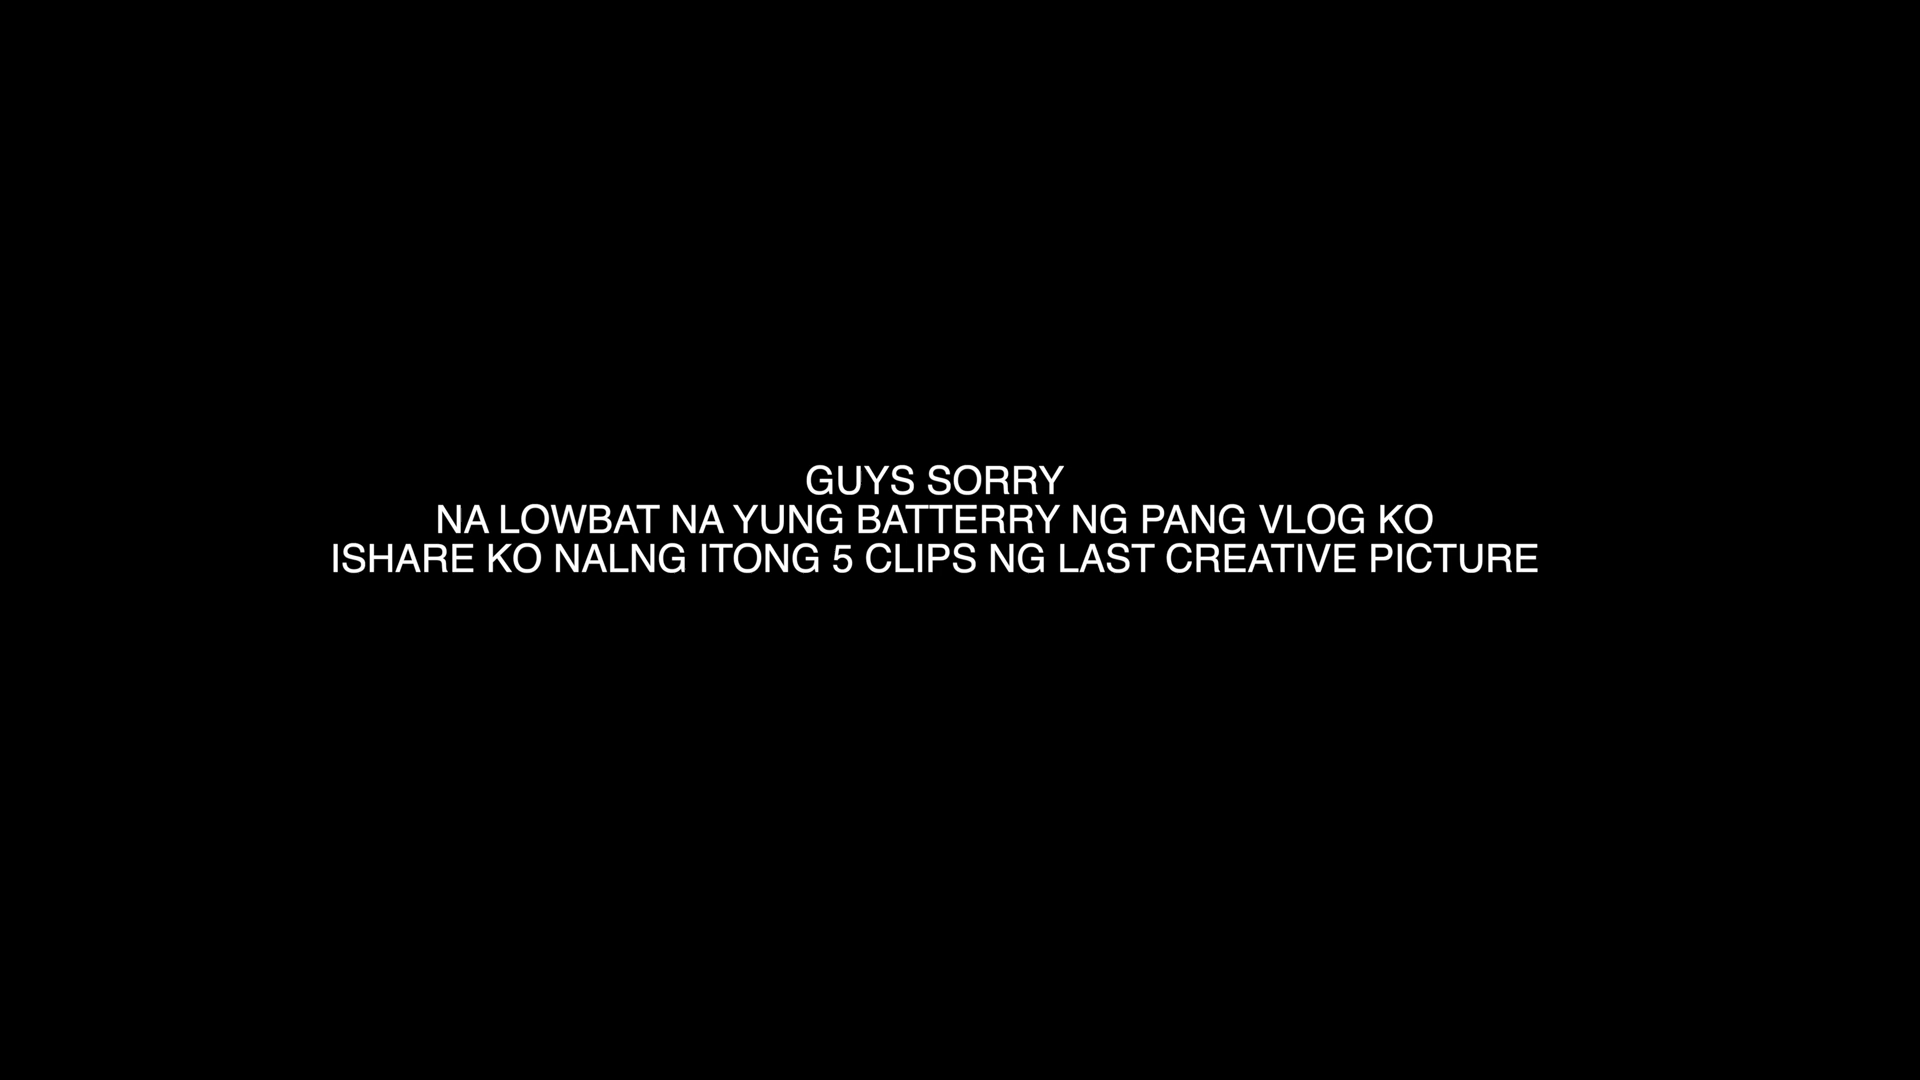 GUYS SORRY
NA LOWBAT NA YUNG BATTERRY NG PANG VLOG KO
ISHARE KO NALNG ITONG 5 CLIPS NG LAST CREATIVE PICTURE